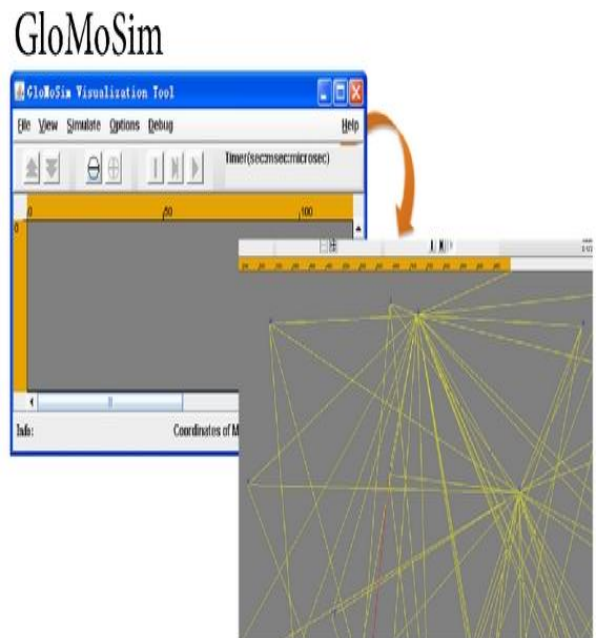 GloMoSim
GloMoSim Visualization Tool
File View Simulate Options Debug Help
Timer(sec:msec:microsec)
0 50 100
0
Info: Coordinates of M